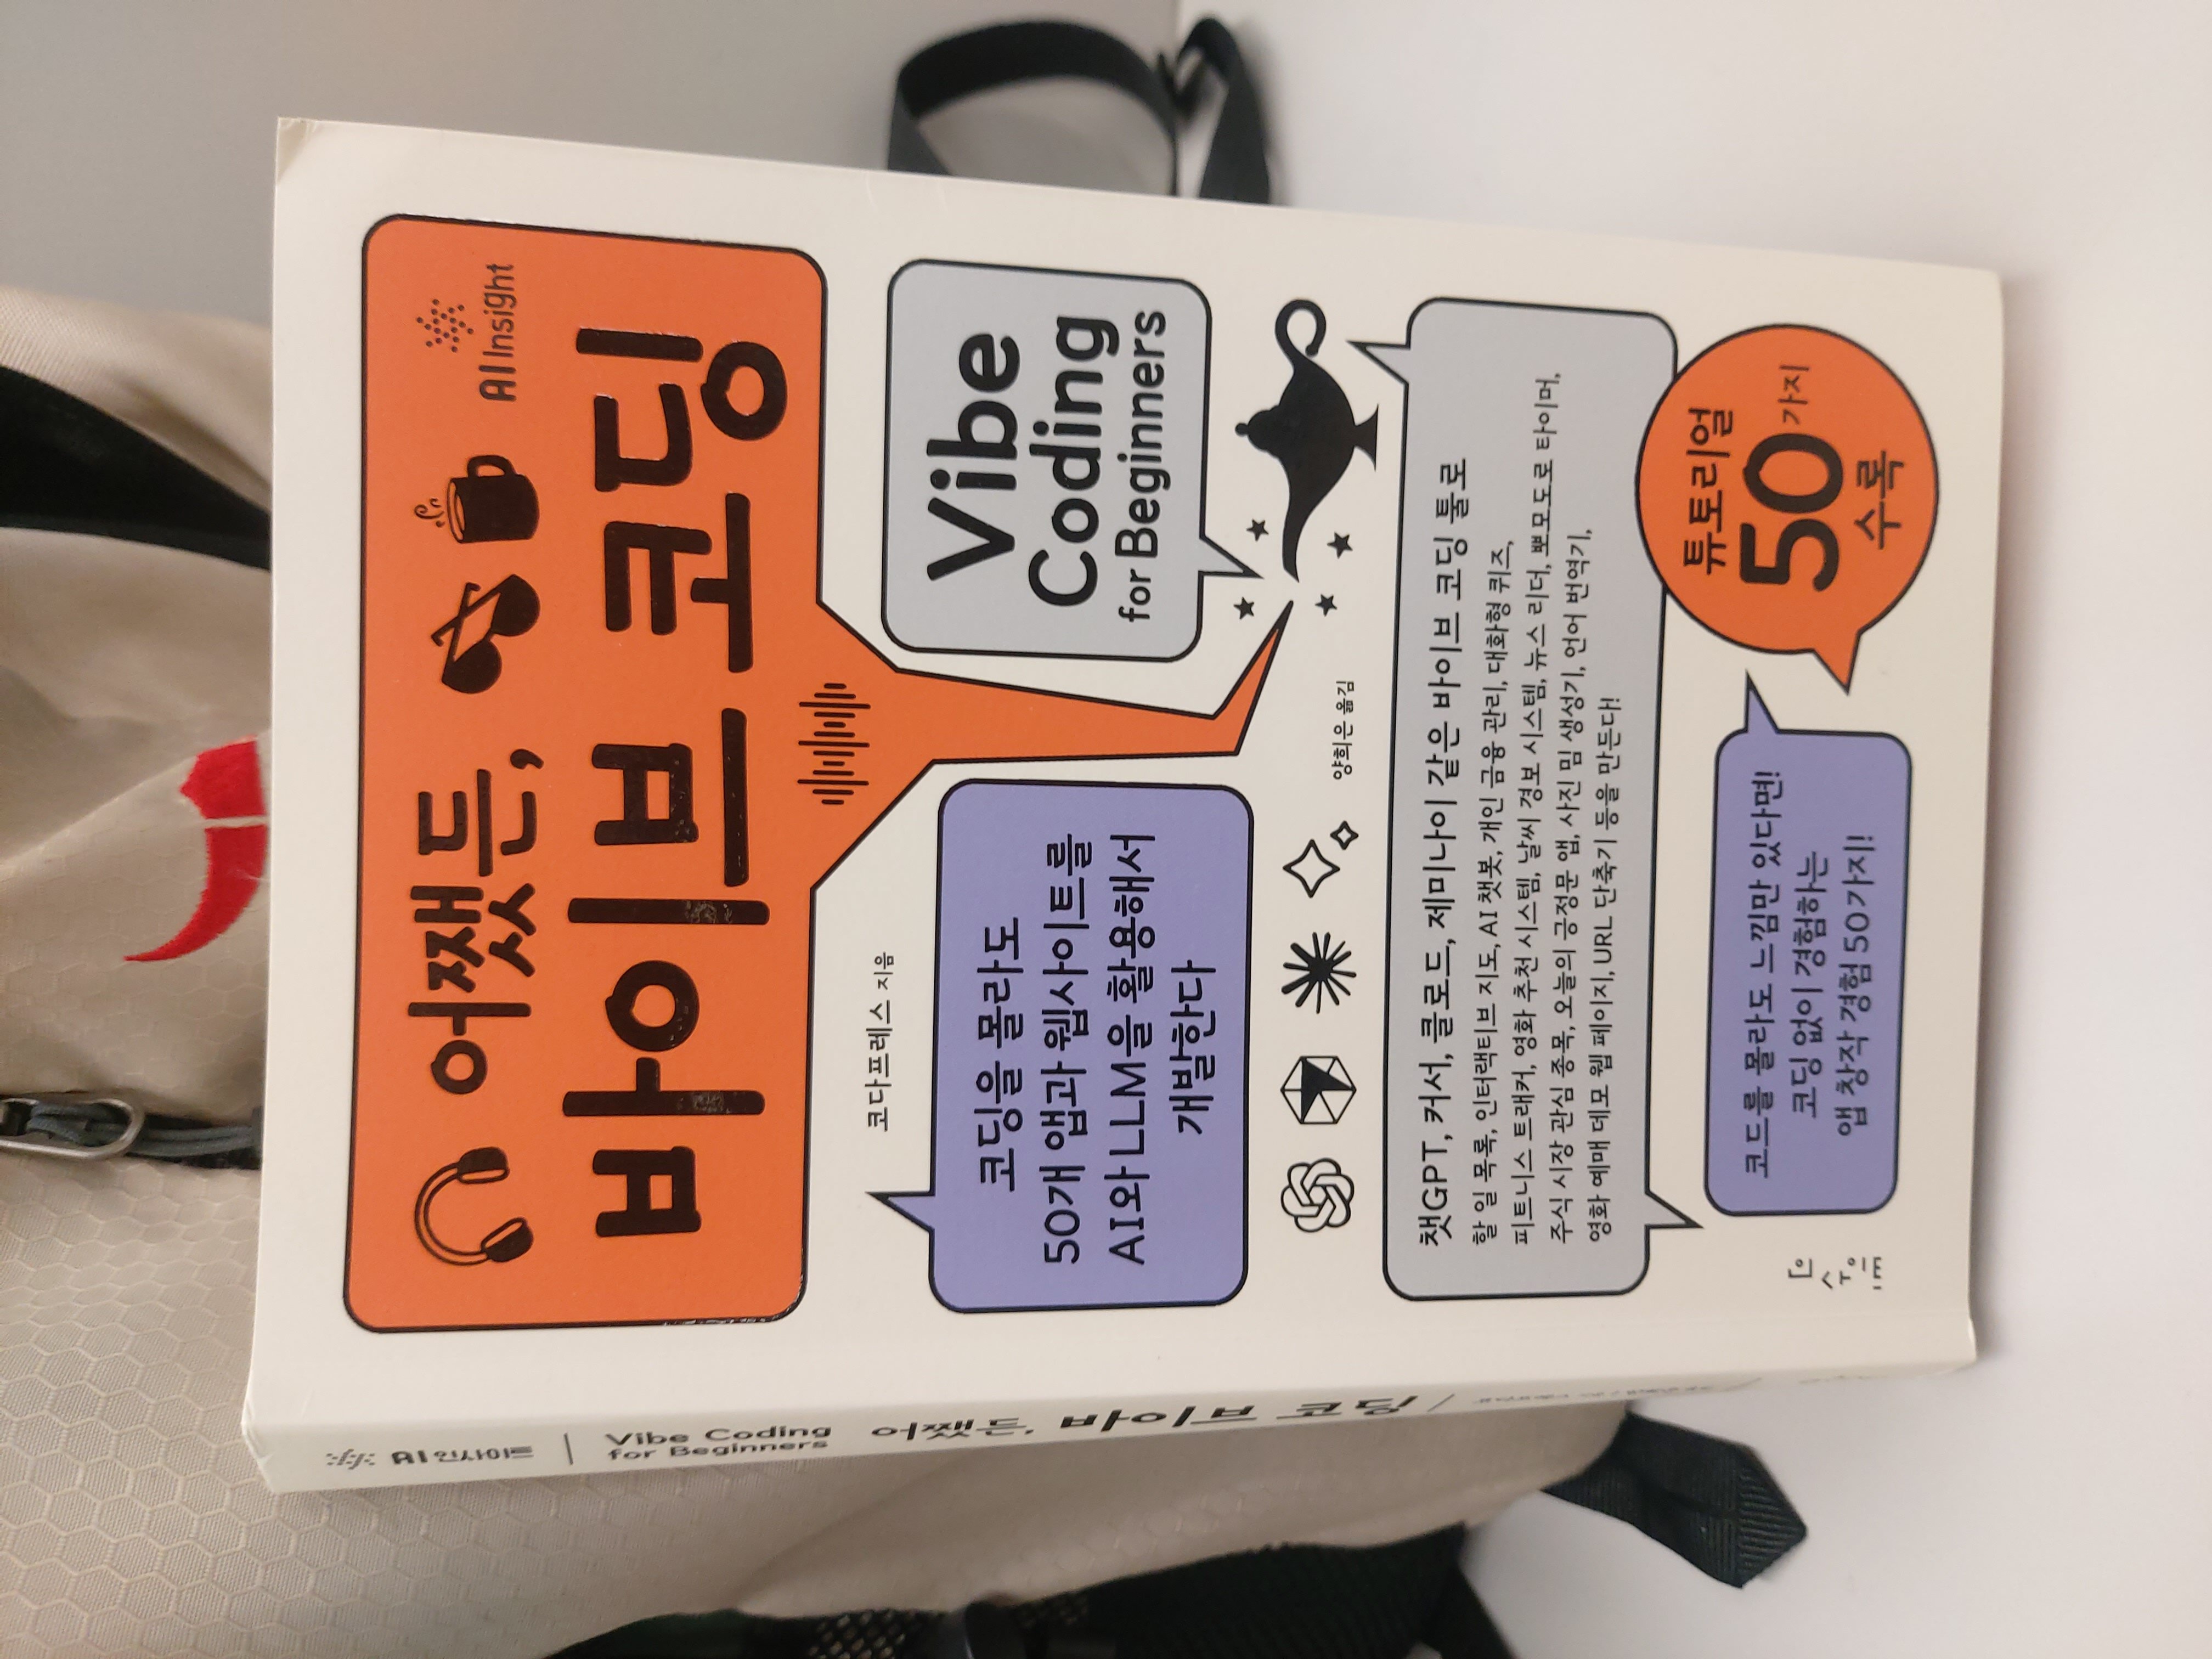 AI Insight
어쨌든,
바이브 코딩
코다프레스 지음
Vibe
Coding
for Beginners
코딩을 몰라도
50개 앱과 웹사이트를
AI와 LLM을 활용해서
개발한다
양희은 옮김
챗GPT, 커서, 클로드, 제미나이 같은 바이브 코딩 툴로
할 일 목록, 인터랙티브 지도, AI 챗봇, 개인 금융 관리, 대화형 퀴즈,
피트니스 트래커, 영화 추천 시스템, 날씨 경보 시스템, 뉴스 리더, 뽀모도로 타이머,
주식 시장 관심 종목, 오늘의 긍정문 앱, 사진 밈 생성기, 언어 번역기,
영화 예매 데모 웹 페이지, URL 단축기 등을 만든다!
튜토리얼
50가지
수록
코드를 몰라도 느낌만 있다면!
코딩 없이 경험하는
앱 창작 경험 50가지!
AI 인사이트
Vibe Coding
for Beginners
어쨌든, 바이브 코딩